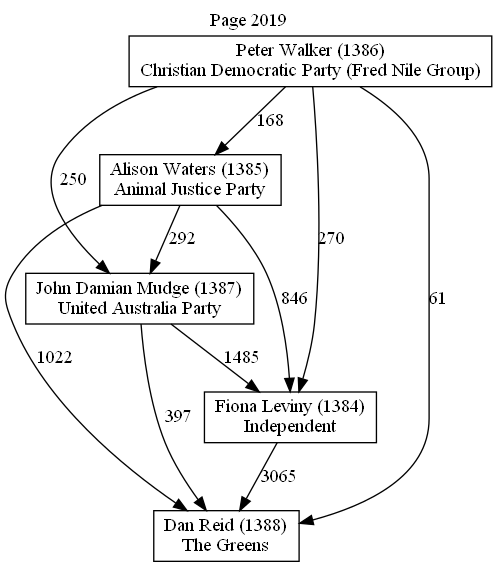 Page 2019
Peter Walker (1386)
Christian Democratic Party (Fred Nile Group)
168
Alison Waters (1385)
Animal Justice Party
250
292
270
John Damian Mudge (1387)
United Australia Party
846
61
1022
1485
397
Fiona Leviny (1384)
Independent
3065
Dan Reid (1388)
The Greens